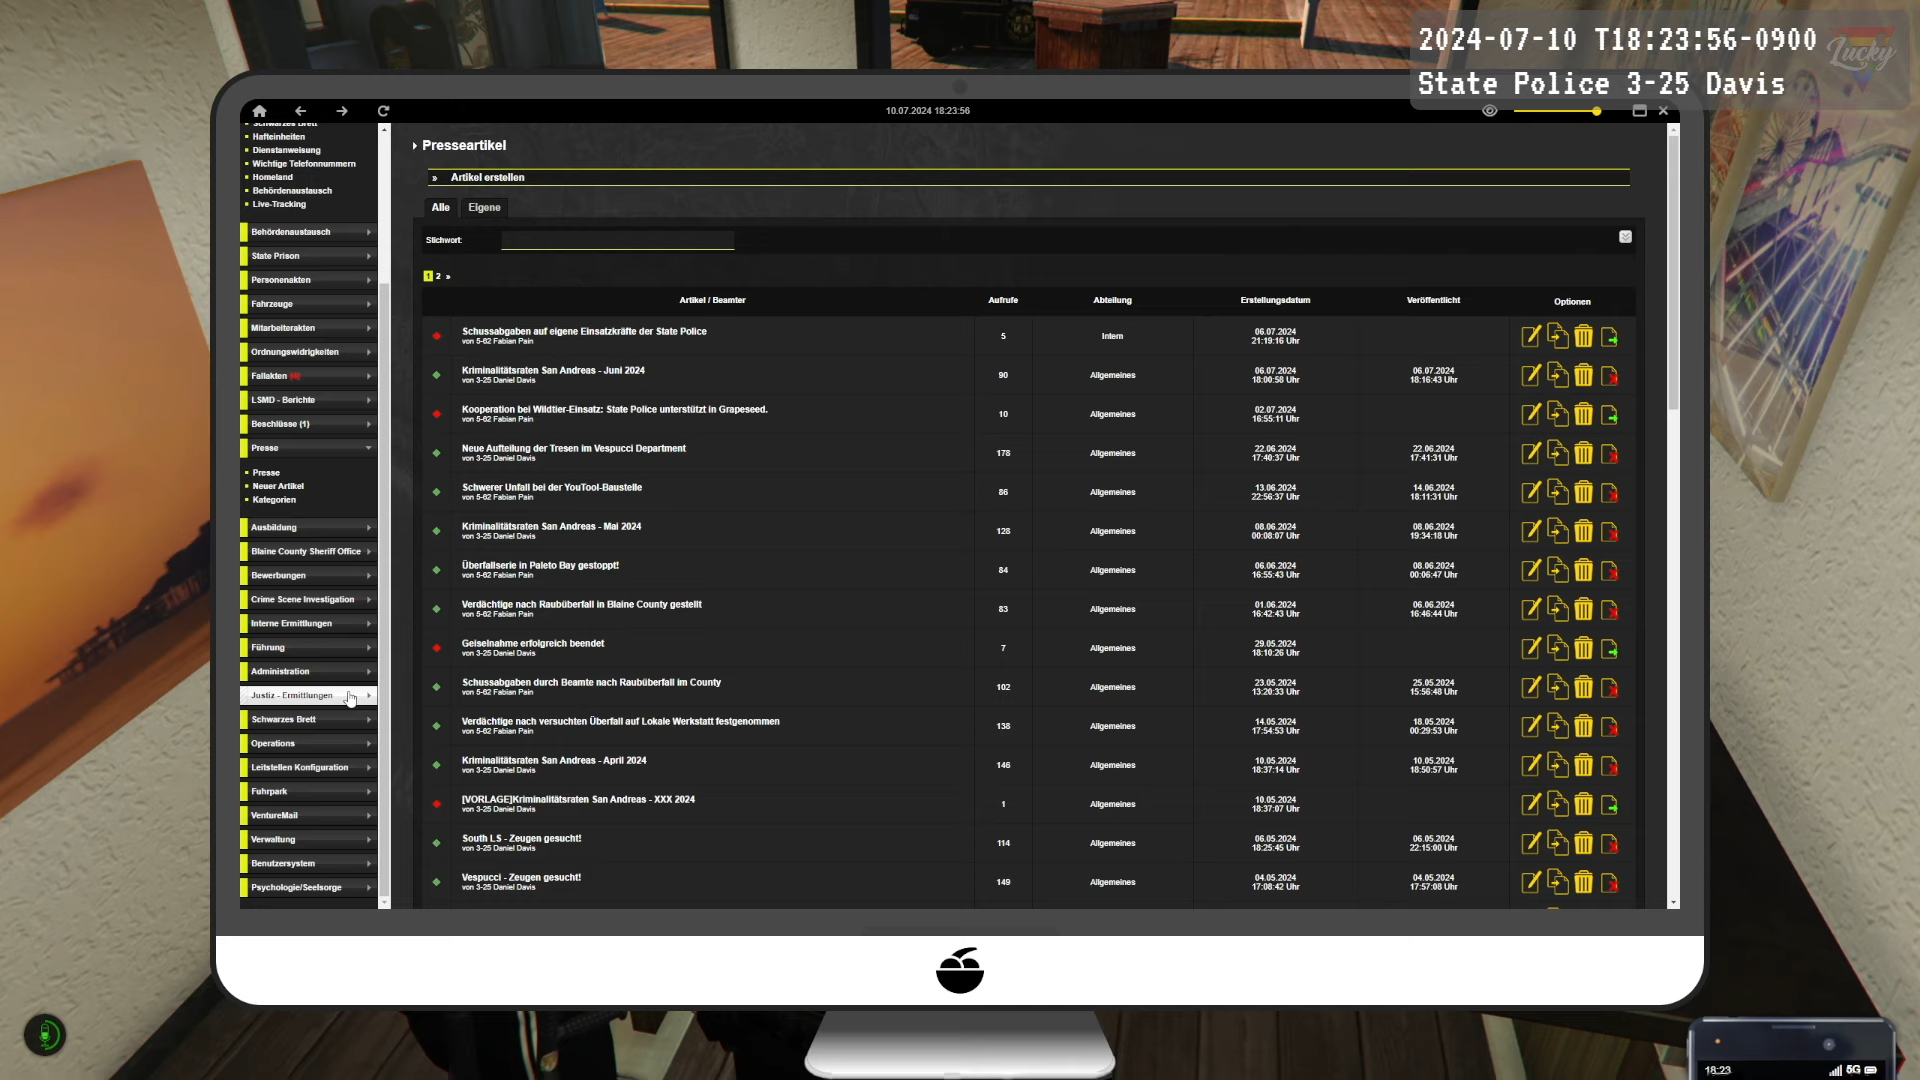 2024-07-10 T18:23:56-0900
Lucky
State Police 3-25 Davis
10.07.2024 18:23:56
Schwarzes Brett
Hafteinheiten
Dienstanweisung
Wichtige Telefonnummern
Homeland
Behördenaustausch
Live-Tracking
Behördenaustausch
State Prison
Personenakten
Fahrzeuge
Mitarbeiterakten
Ordnungswidrigkeiten
Fallakten
LSMD - Berichte
Beschlüsse (1)
Presse
Presse
Neuer Artikel
Kategorien
Ausbildung
Blaine County Sheriff Office
Bewerbungen
Crime Scene Investigation
Interne Ermittlungen
Führung
Administration
Justiz - Ermittlungen
Schwarzes Brett
Operations
Leitstellen Konfiguration
Fuhrpark
VentureMail
Verwaltung
Benutzersystem
Psychologie/Seelsorge
Presseartikel
» Artikel erstellen
Alle Eigene
Stichwort:
1 2 »
Artikel / Beamter Aufrufe Abteilung Erstellungsdatum Veröffentlicht Optionen
Schussabgaben auf eigene Einsatzkräfte der State Police
von 5-62 Fabian Pain
5 Intern 06.07.2024
21:19:16 Uhr
Kriminalitätsraten San Andreas - Juni 2024
von 3-25 Daniel Davis
90 Allgemeines 06.07.2024 06.07.2024
18:00:58 Uhr 18:16:43 Uhr
Kooperation bei Wildtier-Einsatz: State Police unterstützt in Grapeseed.
von 5-62 Fabian Pain
10 Allgemeines 02.07.2024
16:55:11 Uhr
Neue Aufteilung der Tresen im Vespucci Department
von 3-25 Daniel Davis
178 Allgemeines 22.06.2024 22.06.2024
17:40:37 Uhr 17:41:31 Uhr
Schwerer Unfall bei der YouTool-Baustelle
von 5-62 Fabian Pain
86 Allgemeines 13.06.2024 14.06.2024
22:56:37 Uhr 18:11:31 Uhr
Kriminalitätsraten San Andreas - Mai 2024
von 3-25 Daniel Davis
128 Allgemeines 08.06.2024 08.06.2024
00:08:07 Uhr 19:34:18 Uhr
Überfallserie in Paleto Bay gestoppt!
von 5-62 Fabian Pain
84 Allgemeines 06.06.2024 08.06.2024
16:55:43 Uhr 00:06:47 Uhr
Verdächtige nach Raubüberfall in Blaine County gestellt
von 5-62 Fabian Pain
83 Allgemeines 01.06.2024 06.06.2024
16:42:43 Uhr 16:46:44 Uhr
Geiselnahme erfolgreich beendet
von 3-25 Daniel Davis
7 Allgemeines 29.05.2024
18:10:26 Uhr
Schussabgaben durch Beamte nach Raubüberfall im County
von 5-62 Fabian Pain
102 Allgemeines 23.05.2024 25.05.2024
13:20:33 Uhr 15:56:48 Uhr
Verdächtige nach versuchten Überfall auf Lokale Werkstatt festgenommen
von 5-62 Fabian Pain
138 Allgemeines 14.05.2024 18.05.2024
17:54:53 Uhr 00:29:53 Uhr
Kriminalitätsraten San Andreas - April 2024
von 3-25 Daniel Davis
146 Allgemeines 10.05.2024 10.05.2024
18:37:14 Uhr 18:50:57 Uhr
[VORLAGE]Kriminalitätsraten San Andreas - XXX 2024
von 3-25 Daniel Davis
1 Allgemeines 10.05.2024
18:37:07 Uhr
South LS - Zeugen gesucht!
von 3-25 Daniel Davis
114 Allgemeines 06.05.2024 06.05.2024
18:25:45 Uhr 22:15:00 Uhr
Vespucci - Zeugen gesucht!
von 3-25 Daniel Davis
149 Allgemeines 04.05.2024 04.05.2024
17:08:42 Uhr 17:57:08 Uhr
18:23 5G